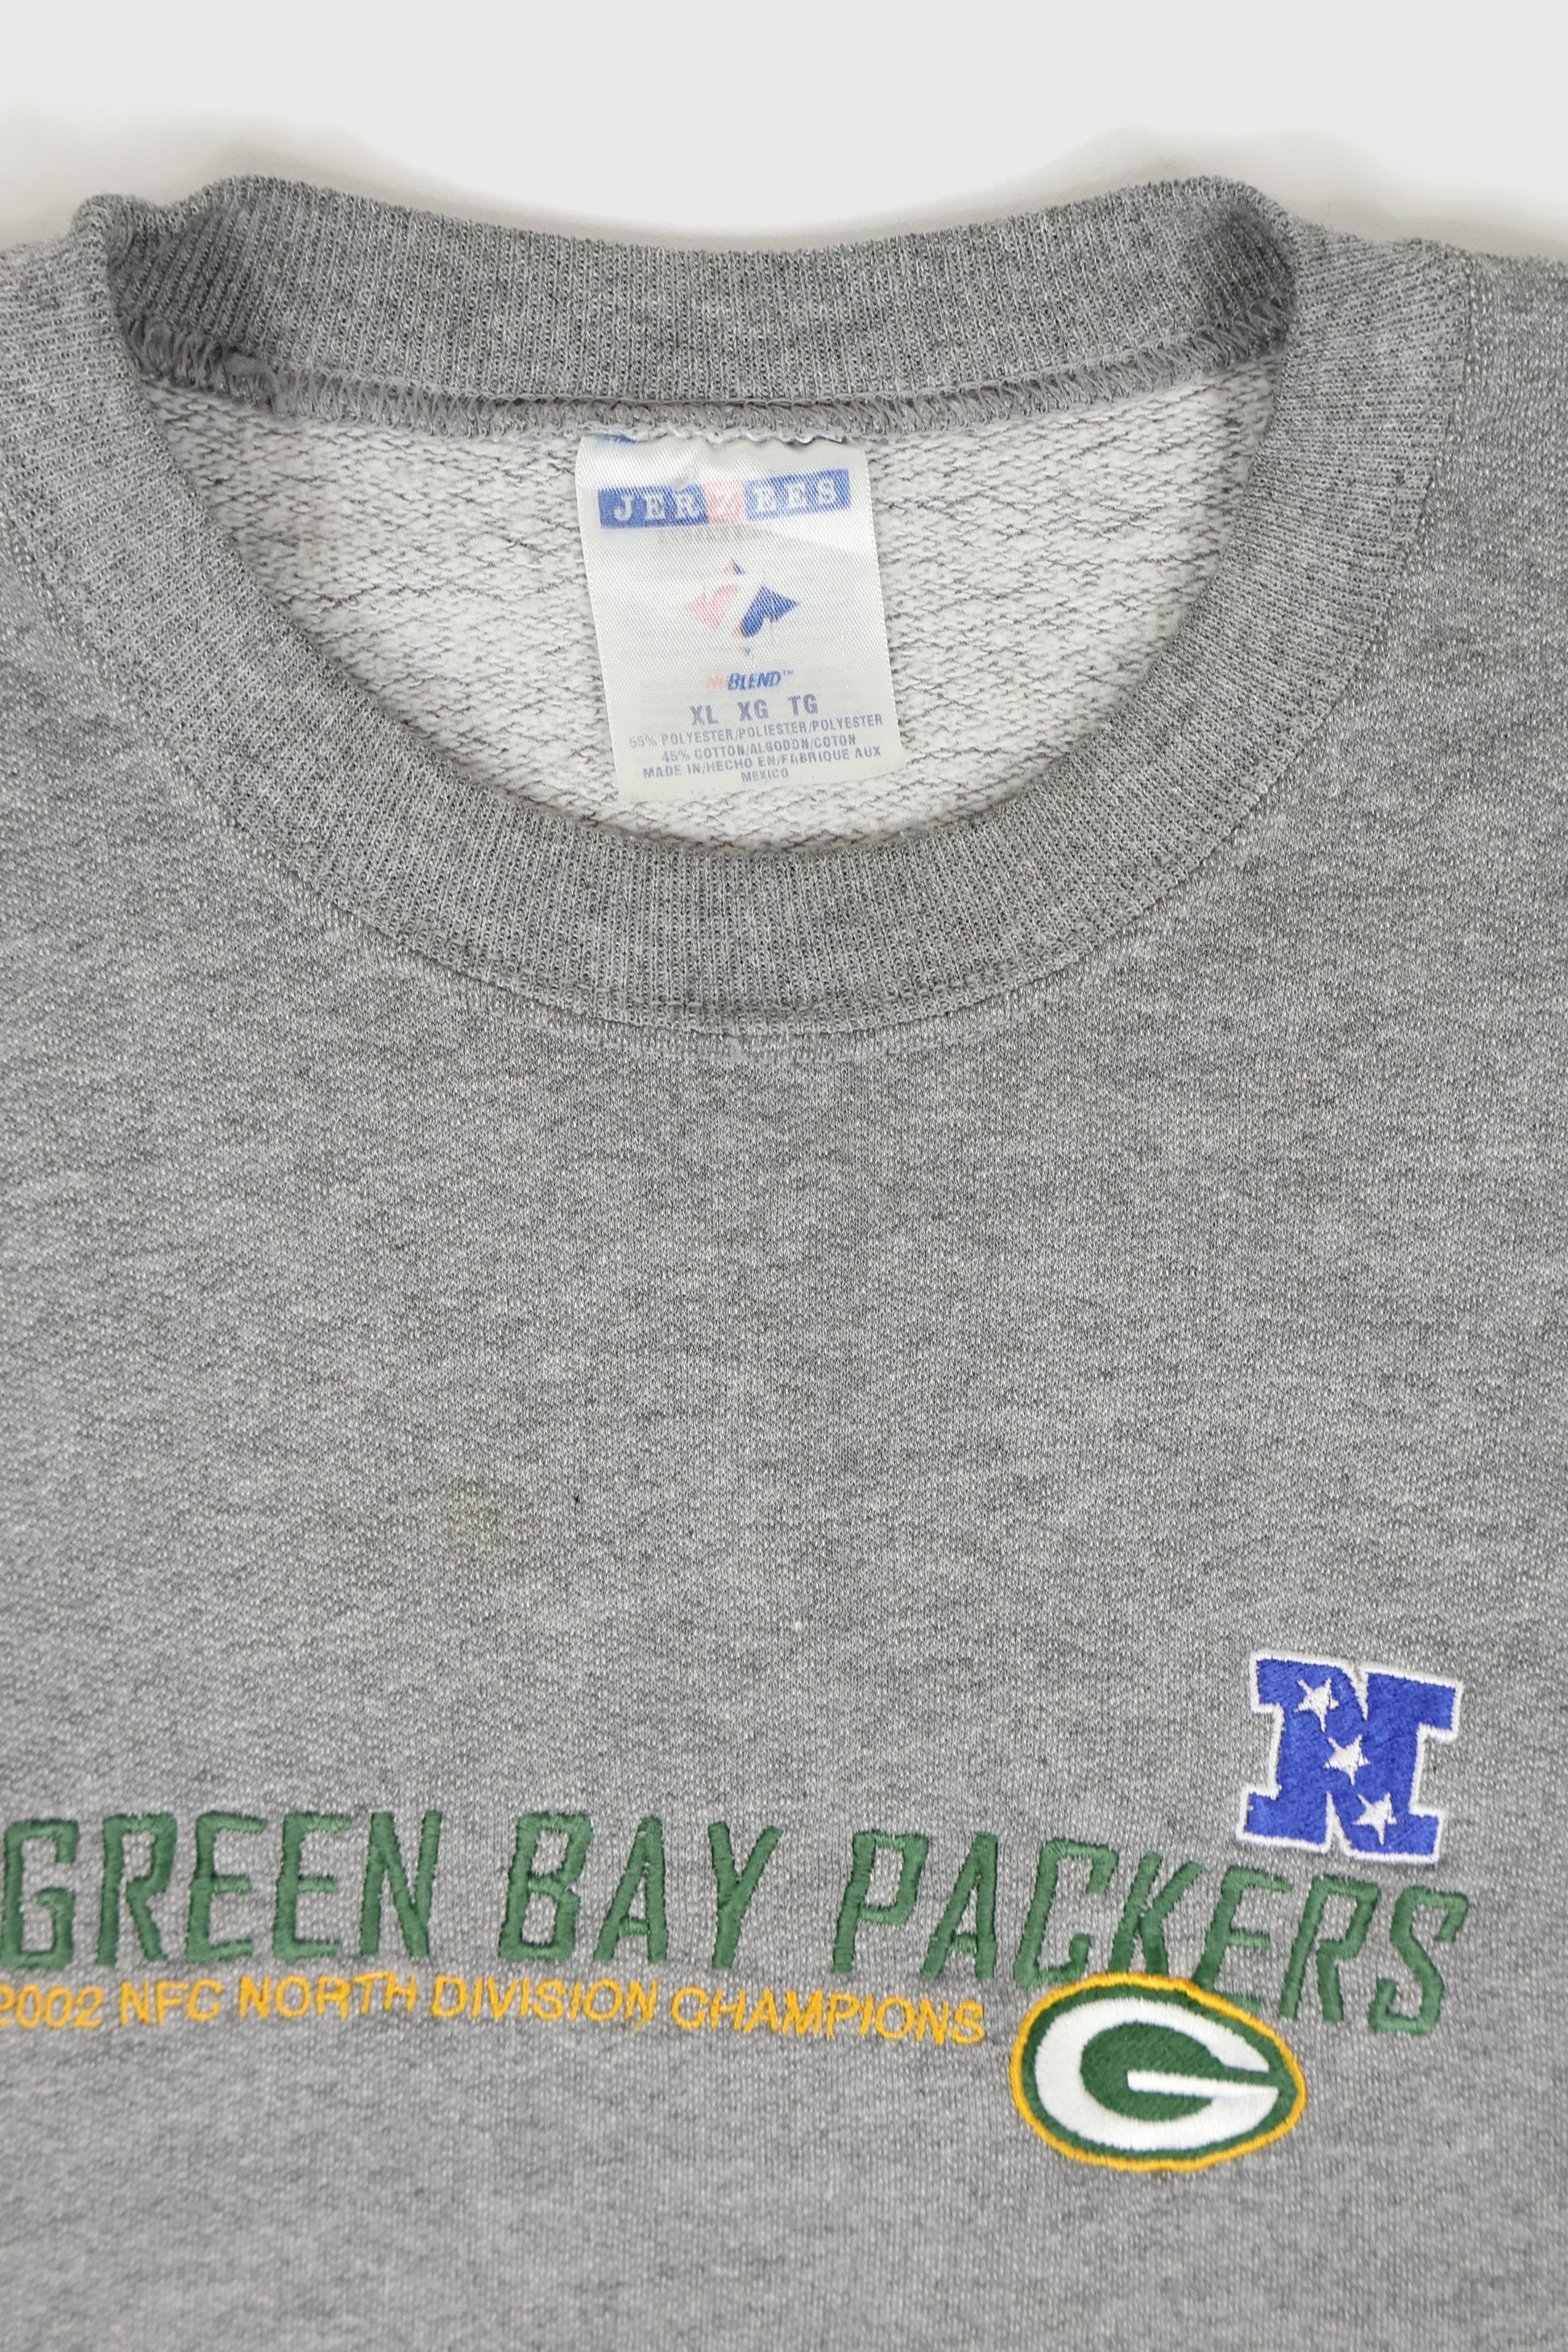 JERZEES
NuBLEND™
XL XG TG
55% POLYESTER/POLIESTER/POLYESTER
45% COTTON/ALGODON/COTON
MADE IN/HECHO EN/FABRIQUE AUX
MEXICO
N
GREEN BAY PACKERS
2002 NFC NORTH DIVISION CHAMPIONS
G